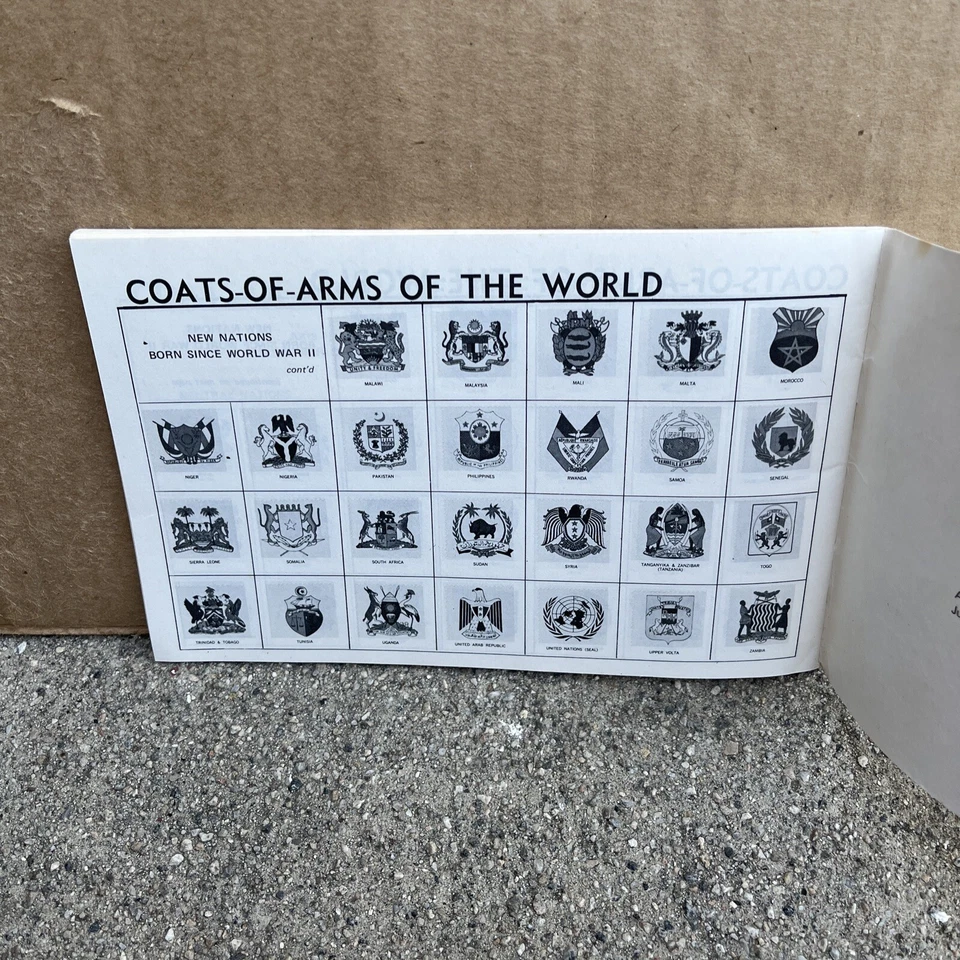 COATS-OF-ARMS OF THE WORLD
NEW NATIONS
BORN SINCE WORLD WAR II
cont'd
UNITY & FREEDOM
MALAWI
MALAYSIA
MALI
MALTA
MOROCCO
NIGER
NIGERIA
PAKISTAN
PHILIPPINES
RWANDA
SAMOA
SENEGAL
SIERRA LEONE
SOMALIA
SOUTH AFRICA
SUDAN
SYRIA
TANGANYIKA & ZANZIBAR
(TANZANIA)
TOGO
TRINIDAD & TOBAGO
TUNISIA
UGANDA
UNITED ARAB REPUBLIC
UNITED NATIONS (SEAL)
UPPER VOLTA
ZAMBIA